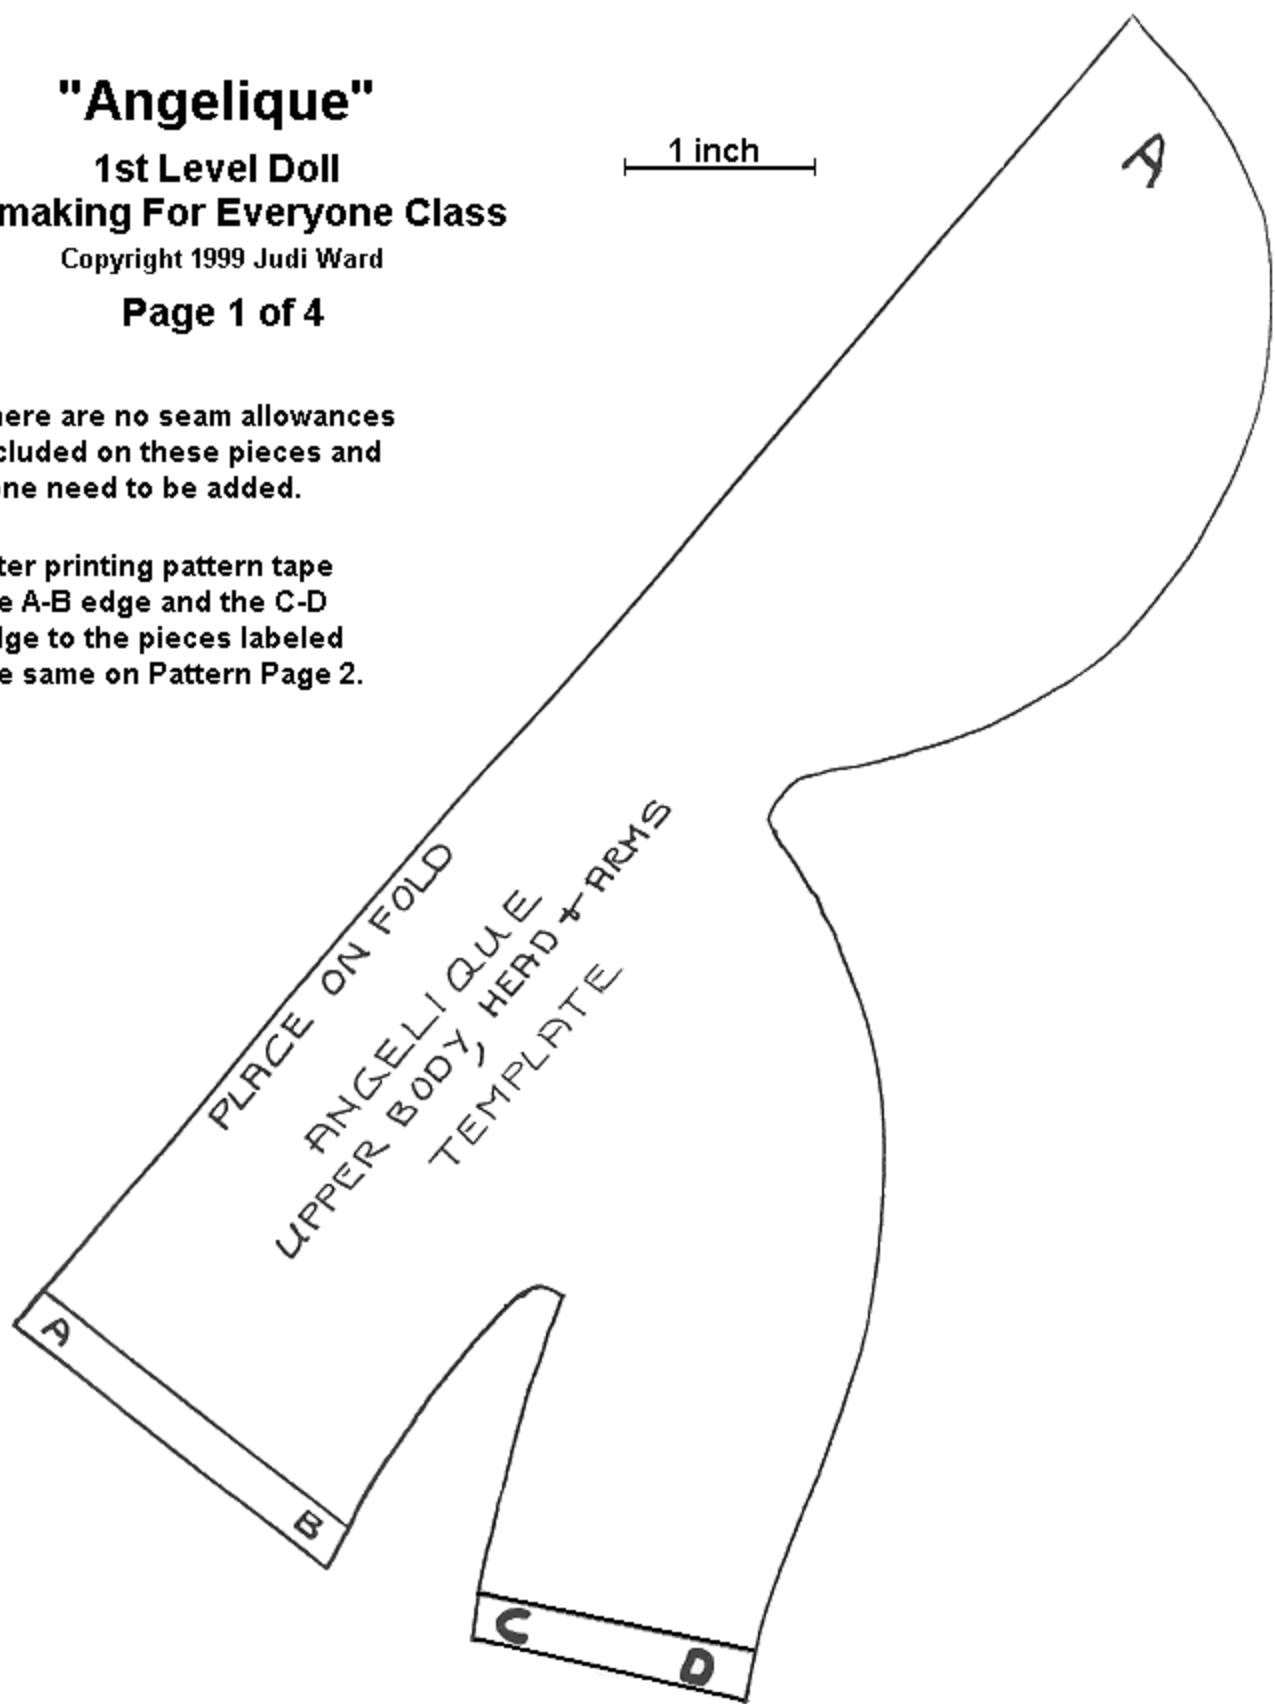 "Angelique"
1st Level Doll
making For Everyone Class
Copyright 1999 Judi Ward
Page 1 of 4
1 inch
here are no seam allowances
cluded on these pieces and
one need to be added.
ter printing pattern tape
e A-B edge and the C-D
dge to the pieces labeled
e same on Pattern Page 2.
A
PLACE ON FOLD
ANGELIQUE
UPPER BODY, HEAD + ARMS
TEMPLATE
A
B
C
D